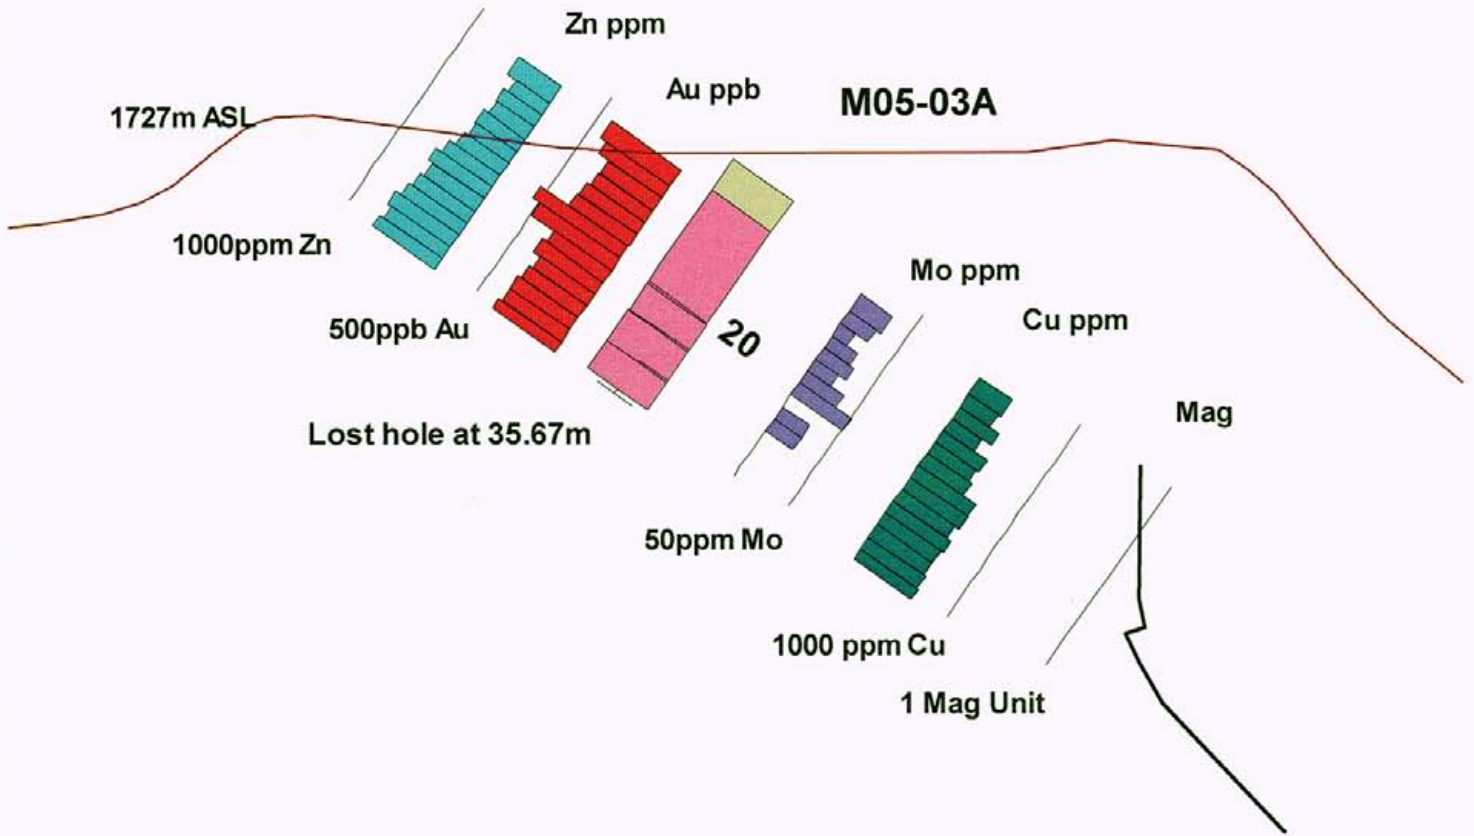 Zn ppm
Au ppb
M05-03A
1727m ASL
1000ppm Zn
Mo ppm
Cu ppm
500ppb Au
20
Mag
Lost hole at 35.67m
50ppm Mo
1000 ppm Cu
1 Mag Unit